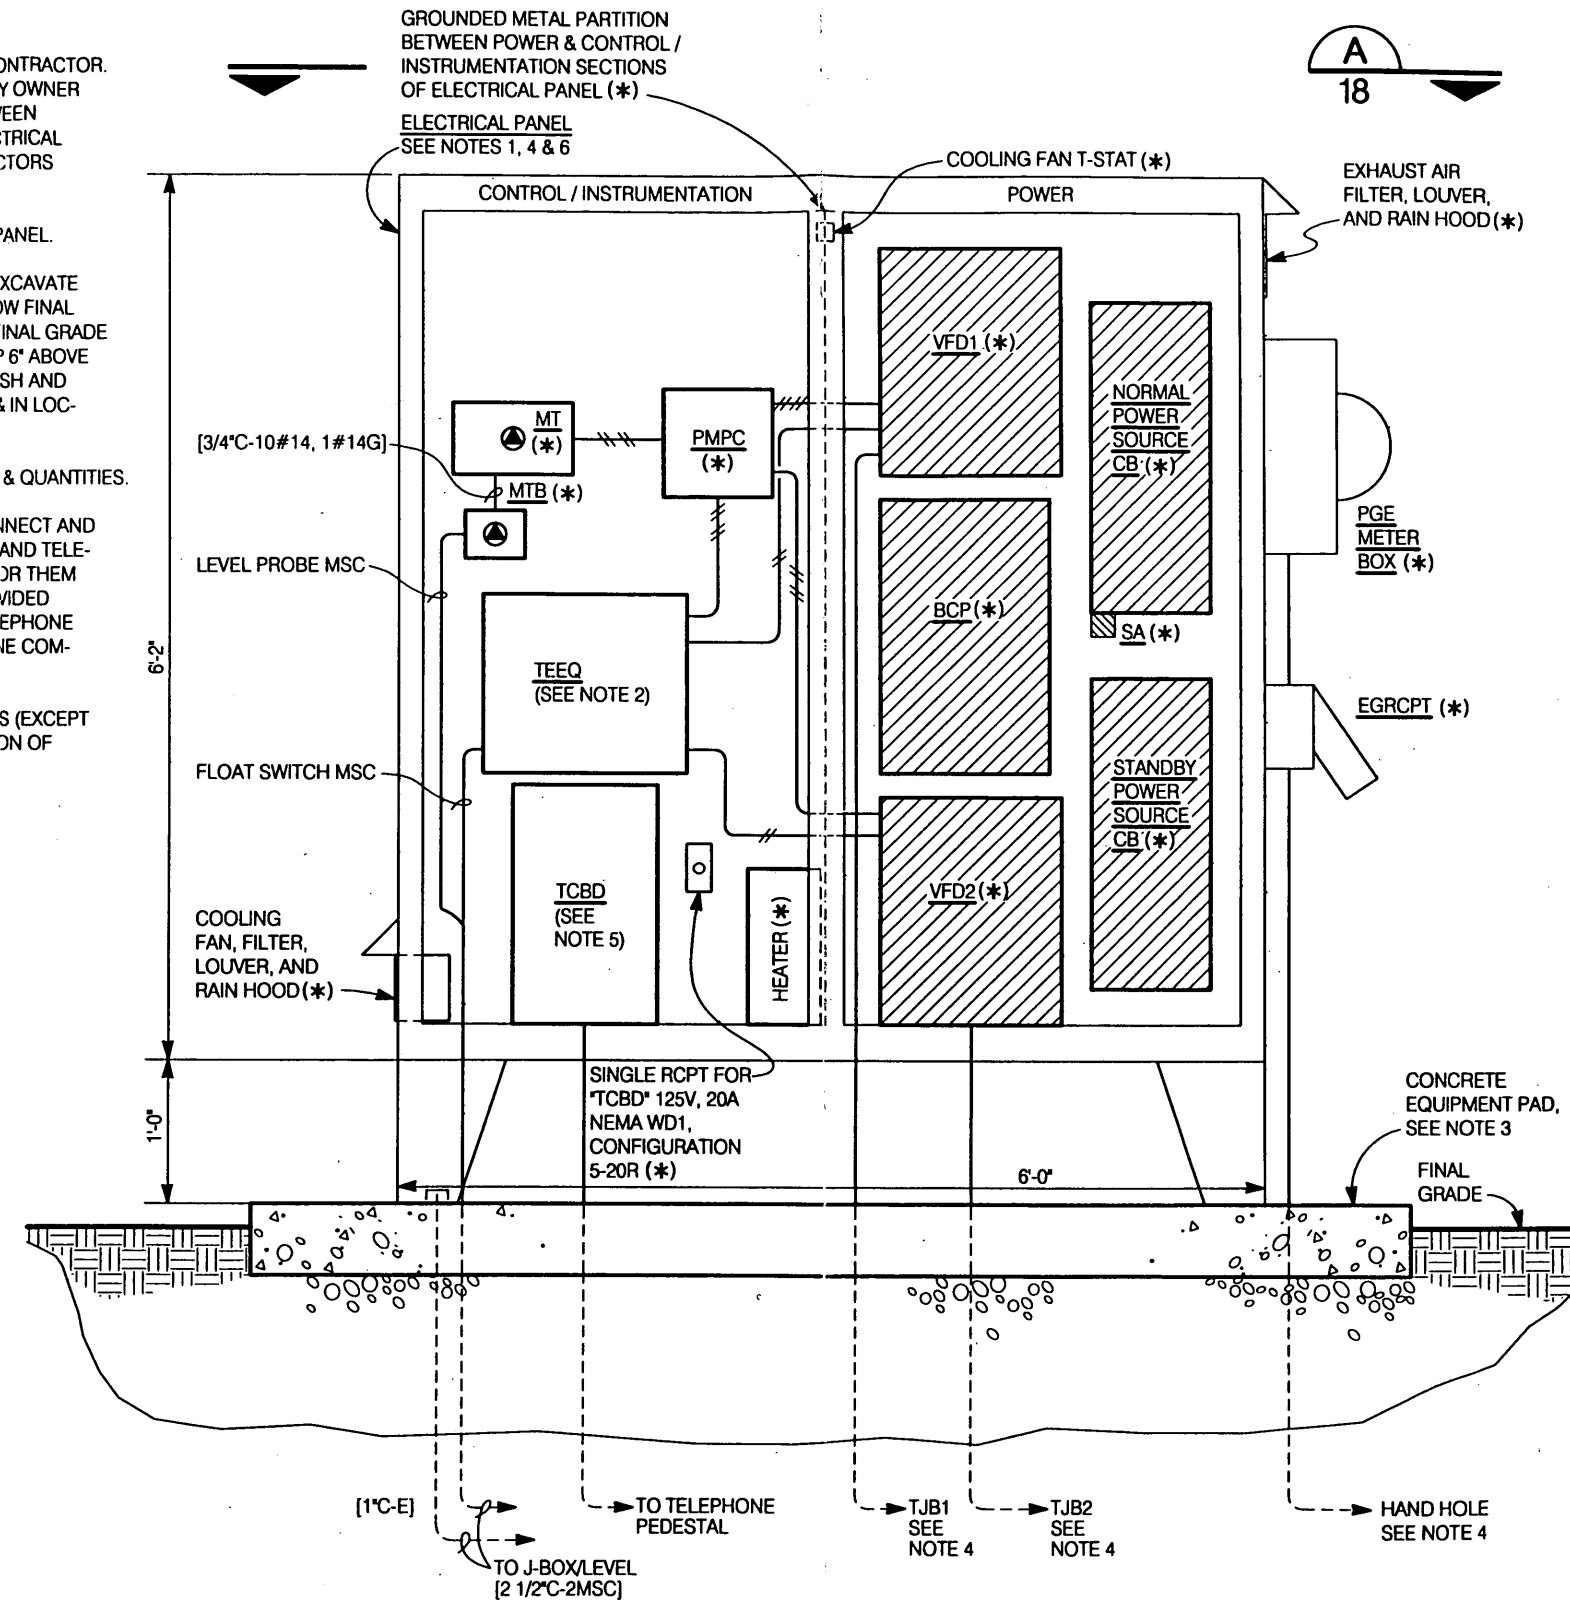 ONTRACTOR.
Y OWNER
VEEN
CTRICAL
CTORS
PANEL.
EXCAVATE
OW FINAL
FINAL GRADE
P 6" ABOVE
SH AND
& IN LOC-
& QUANTITIES.
NNECT AND
AND TELE-
OR THEM
VIDED
EPHONE
NE COM-
S (EXCEPT
ON OF
GROUNDED METAL PARTITION
BETWEEN POWER & CONTROL /
INSTRUMENTATION SECTIONS
OF ELECTRICAL PANEL (*)
ELECTRICAL PANEL
SEE NOTES 1, 4 & 6
A
18
COOLING FAN T-STAT (*)
EXHAUST AIR
FILTER, LOUVER,
AND RAIN HOOD (*)
CONTROL / INSTRUMENTATION
POWER
VFD1 (*)
NORMAL
POWER
SOURCE
CB (*)
MT
(*)
PMPC
(*)
[3/4"C-10#14, 1#14G]
MTB (*)
PGE
METER
BOX (*)
LEVEL PROBE MSC
BCP (*)
SA (*)
6'-2"
TEEQ
(SEE NOTE 2)
EGRCPT (*)
FLOAT SWITCH MSC
STANDBY
POWER
SOURCE
CB (*)
TCBD
(SEE
NOTE 5)
HEATER (*)
VFD2 (*)
COOLING
FAN, FILTER,
LOUVER, AND
RAIN HOOD (*)
SINGLE RCPT FOR
"TCBD" 125V, 20A
NEMA WD1,
CONFIGURATION
5-20R (*)
1'-0"
6'-0"
CONCRETE
EQUIPMENT PAD,
SEE NOTE 3
FINAL
GRADE
[1"C-E]
TO TELEPHONE
PEDESTAL
TJB1
SEE
NOTE 4
TJB2
SEE
NOTE 4
HAND HOLE
SEE NOTE 4
TO J-BOX/LEVEL
[2 1/2"C-2MSC]